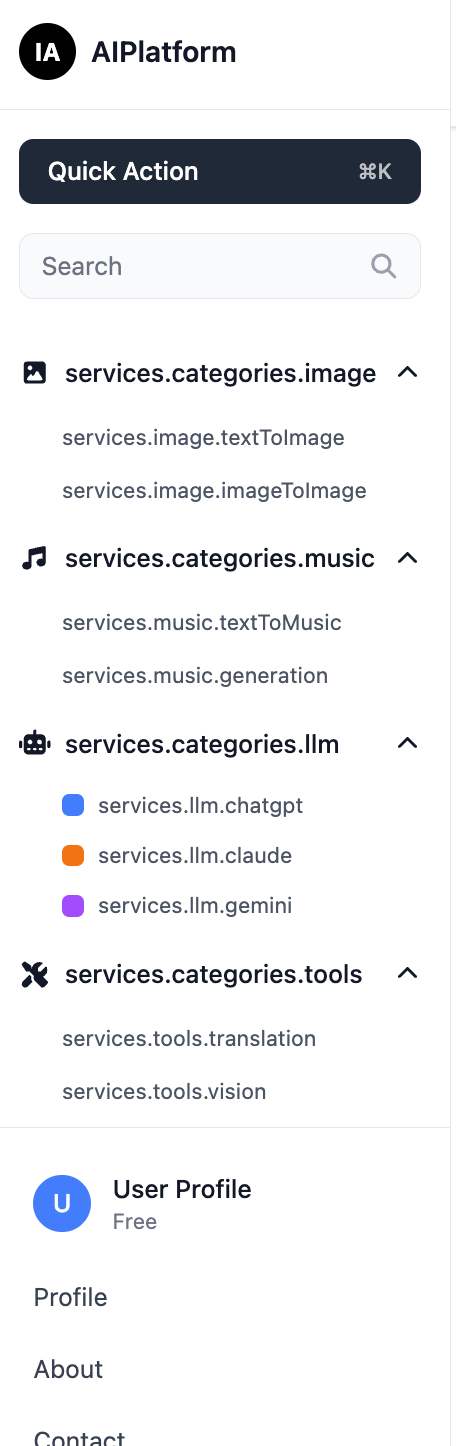 IA AIPlatform
Quick Action ⌘K
Search
services.categories.image
services.image.textToImage
services.image.imageToImage
services.categories.music
services.music.textToMusic
services.music.generation
services.categories.llm
services.llm.chatgpt
services.llm.claude
services.llm.gemini
services.categories.tools
services.tools.translation
services.tools.vision
U
User Profile
Free
Profile
About
Contact